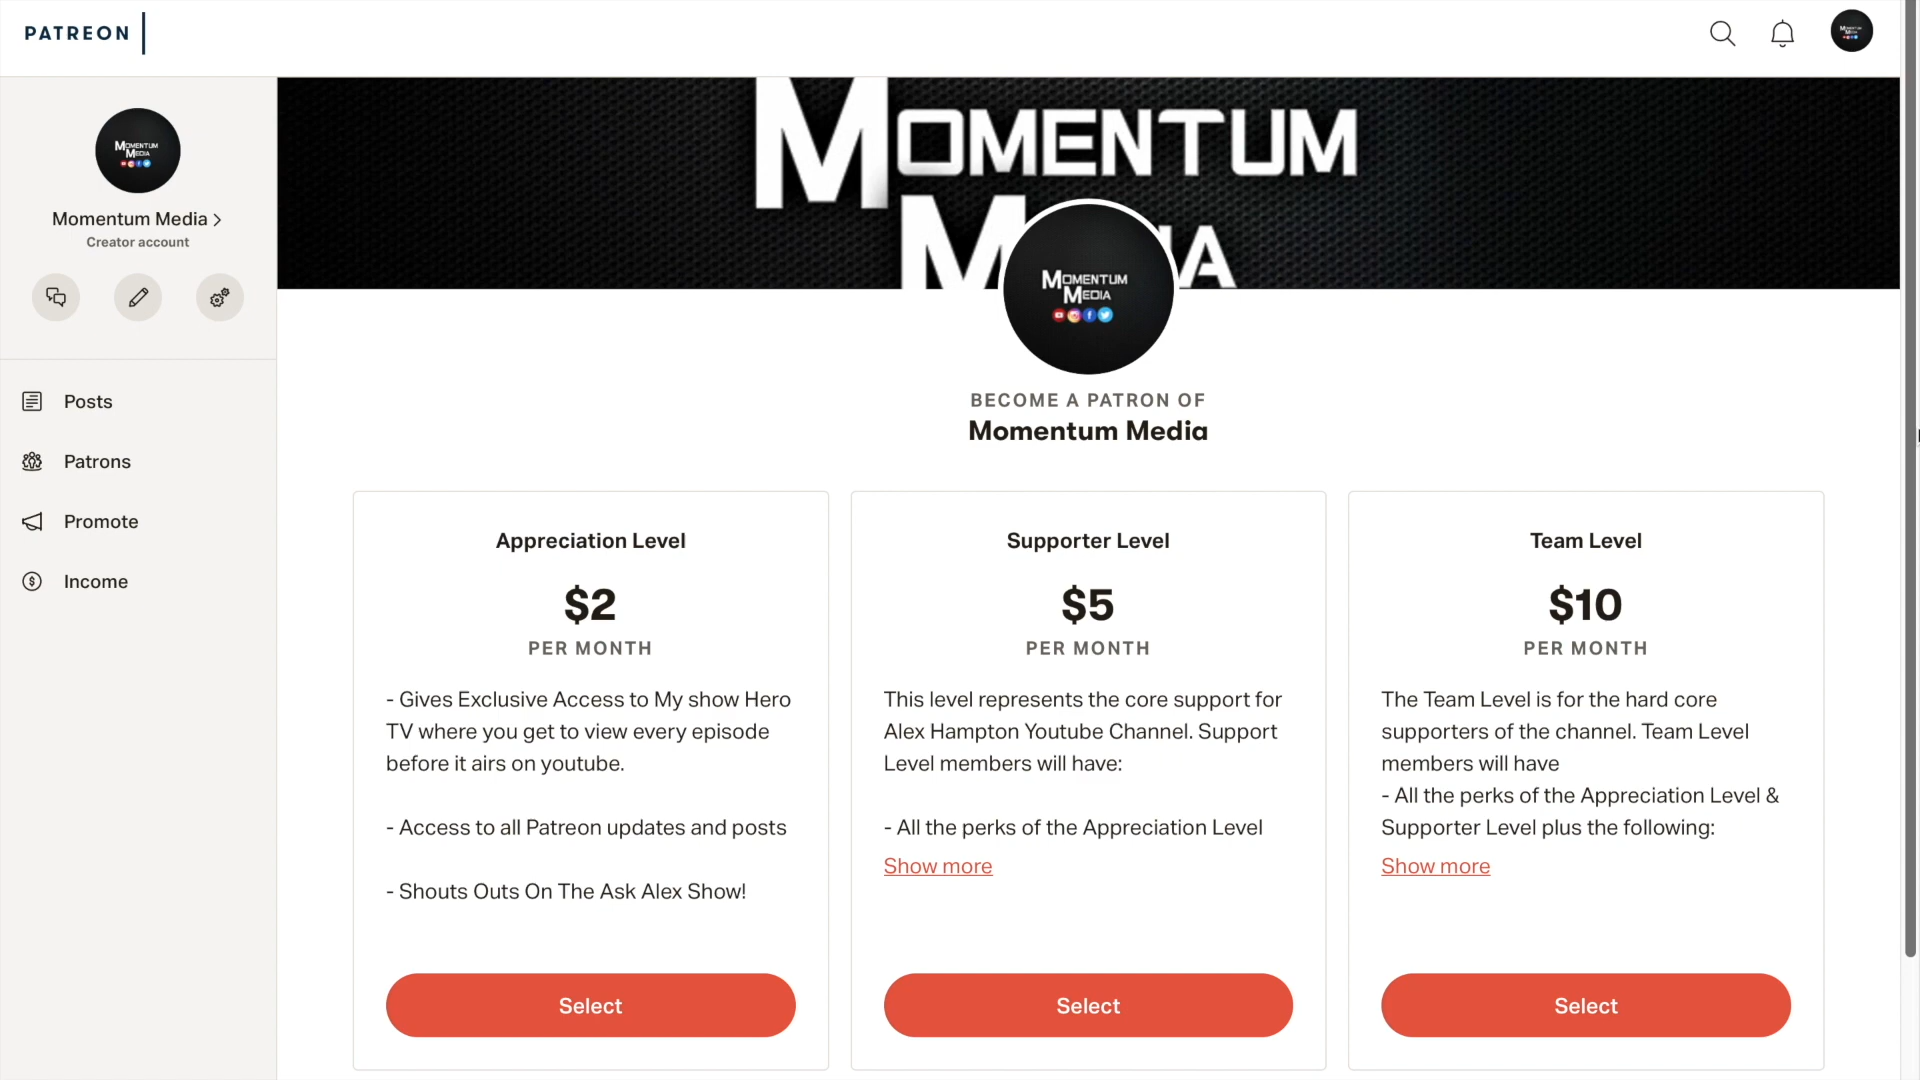 PATREON
MOMENTUM
MEDIA
Momentum Media
Creator account
Posts
Patrons
Promote
Income
MOMENTUM
M IA
MOMENTUM
MEDIA
BECOME A PATRON OF
Momentum Media
Appreciation Level
$2
PER MONTH
- Gives Exclusive Access to My show Hero
TV where you get to view every episode
before it airs on youtube.
- Access to all Patreon updates and posts
- Shouts Outs On The Ask Alex Show!
Select
Supporter Level
$5
PER MONTH
This level represents the core support for
Alex Hampton Youtube Channel. Support
Level members will have:
- All the perks of the Appreciation Level
Show more
Select
Team Level
$10
PER MONTH
The Team Level is for the hard core
supporters of the channel. Team Level
members will have
- All the perks of the Appreciation Level &
Supporter Level plus the following:
Show more
Select